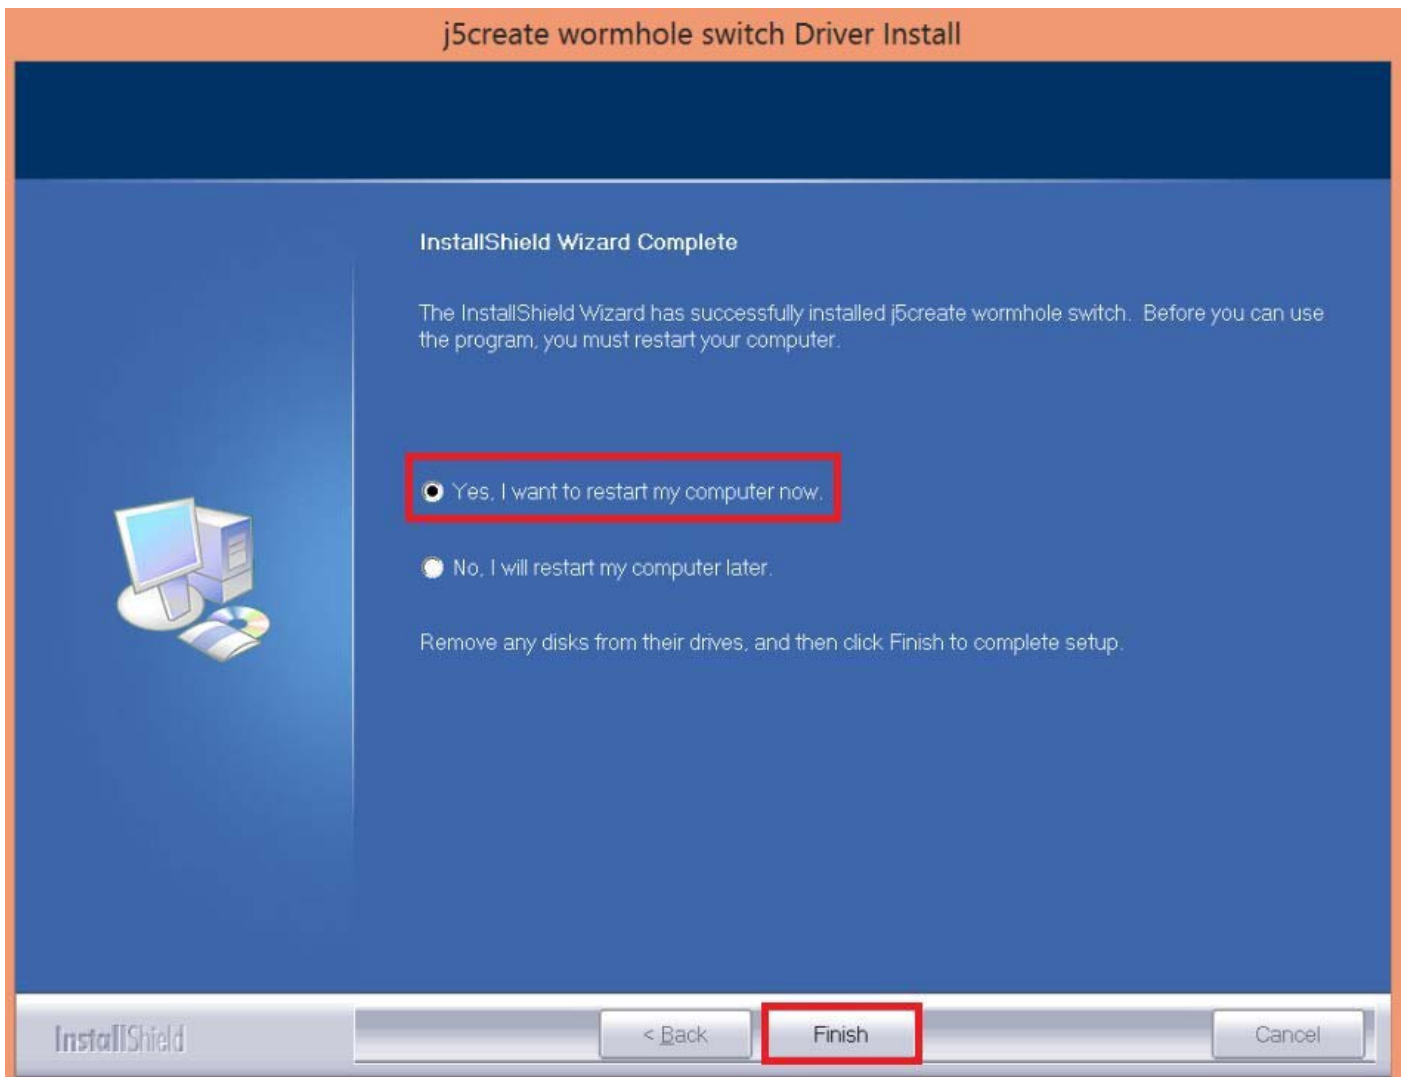 j5create wormhole switch Driver Install
InstallShield Wizard Complete
The InstallShield Wizard has successfully installed j5create wormhole switch.  Before you can use
the program, you must restart your computer.
Yes, I want to restart my computer now.
No, I will restart my computer later.
Remove any disks from their drives, and then click Finish to complete setup.
InstallShield
< Back
Finish
Cancel